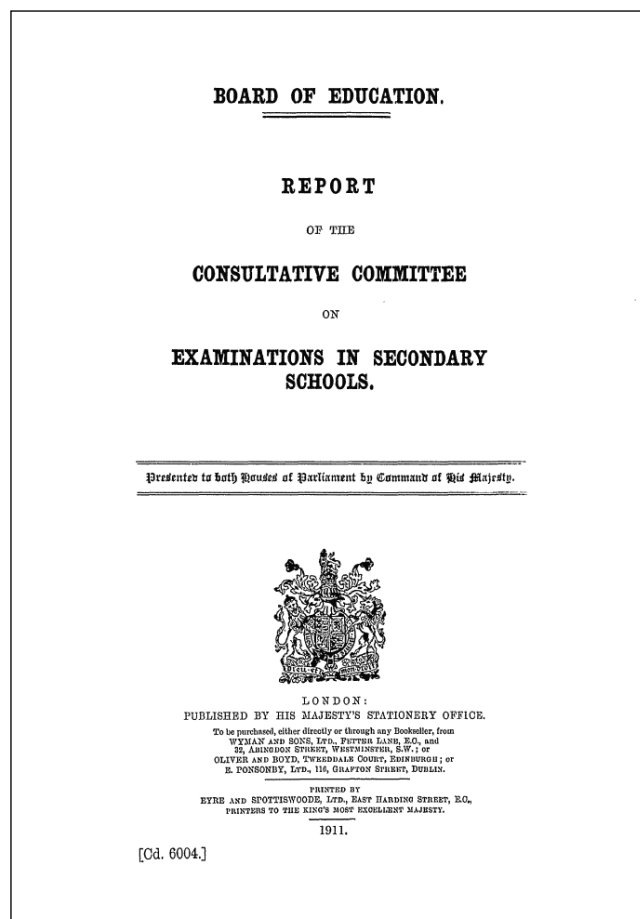 BOARD OF EDUCATION.
REPORT
OF THE
CONSULTATIVE COMMITTEE
ON
EXAMINATIONS IN SECONDARY
SCHOOLS.
Presented to both Houses of Parliament by Command of His Majesty.
DIEU ET MON DROIT
LONDON:
PUBLISHED BY HIS MAJESTY'S STATIONERY OFFICE.
To be purchased, either directly or through any Bookseller, from
WYMAN AND SONS, LTD., FETTER LANE, E.C., and
32, ABINGDON STREET, WESTMINSTER, S.W.; or
OLIVER AND BOYD, TWEEDDALE COURT, EDINBURGH; or
E. PONSONBY, LTD., 116, GRAFTON STREET, DUBLIN.
PRINTED BY
EYRE AND SPOTTISWOODE, LTD., EAST HARDING STREET, E.C.,
PRINTERS TO THE KING'S MOST EXCELLENT MAJESTY.
1911.
[Cd. 6004.]